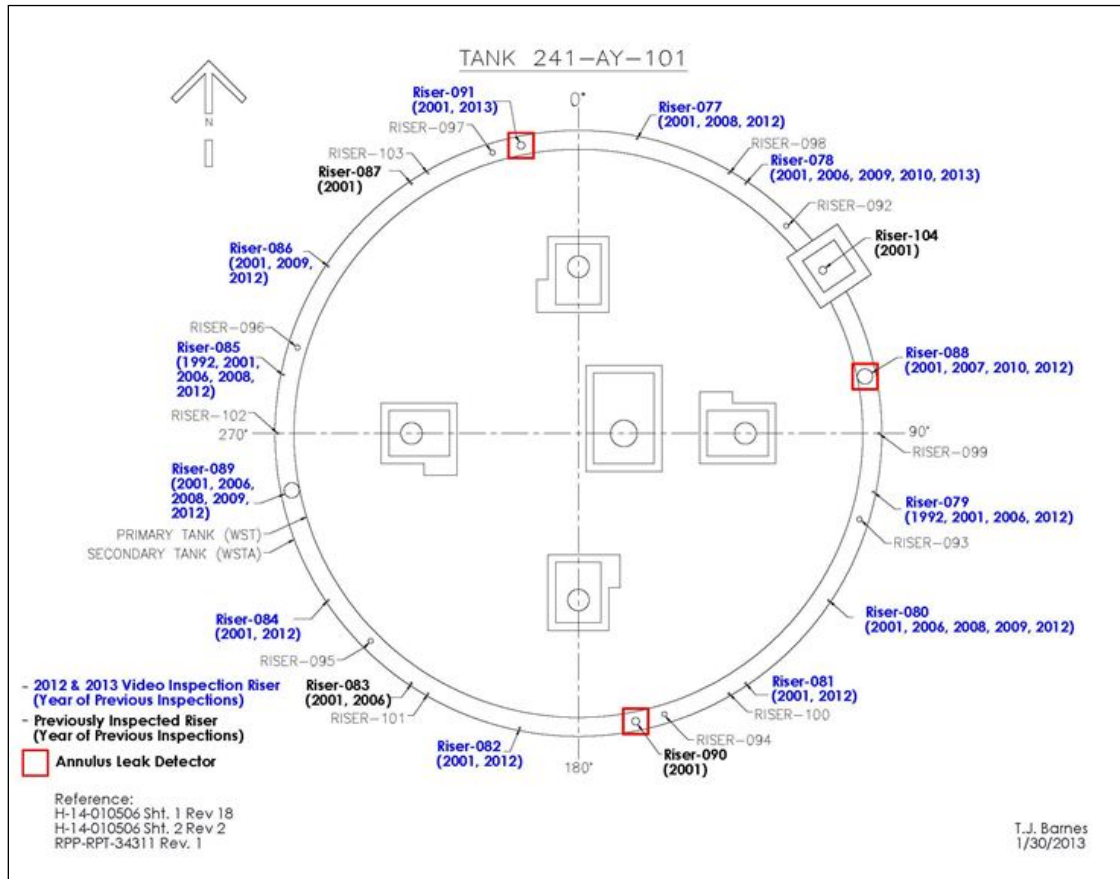 TANK 241-AY-101
N
0°
Riser-091
(2001, 2013)
RISER-097
RISER-103
Riser-087
(2001)
Riser-077
(2001, 2008, 2012)
RISER-098
Riser-078
(2001, 2006, 2009, 2010, 2013)
RISER-092
Riser-104
(2001)
Riser-086
(2001, 2009,
2012)
RISER-096
Riser-085
(1992, 2001,
2006, 2008,
2012)
Riser-088
(2001, 2007, 2010, 2012)
RISER-102
270°
90°
RISER-099
Riser-089
(2001, 2006,
2008, 2009,
2012)
Riser-079
(1992, 2001, 2006, 2012)
RISER-093
PRIMARY TANK (WST)
SECONDARY TANK (WSTA)
Riser-084
(2001, 2012)
RISER-095
Riser-080
(2001, 2006, 2008, 2009, 2012)
Riser-083
(2001, 2006)
RISER-101
Riser-081
(2001, 2012)
RISER-100
RISER-094
Riser-082
(2001, 2012)
Riser-090
(2001)
180°
- 2012 & 2013 Video Inspection Riser
(Year of Previous Inspections)
- Previously Inspected Riser
(Year of Previous Inspections)
Annulus Leak Detector
Reference:
H-14-010506 Sht. 1 Rev 18
H-14-010506 Sht. 2 Rev 2
RPP-RPT-34311 Rev. 1
T.J. Barnes
1/30/2013